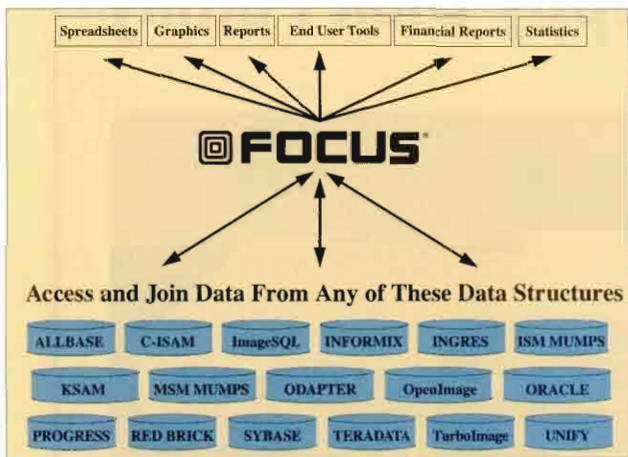 Spreadsheets Graphics Reports End User Tools Financial Reports Statistics
FOCUS
Access and Join Data From Any of These Data Structures
ALLBASE C-ISAM ImageSQL INFORMIX INGRES ISM MUMPS
KSAM MSM MUMPS ODAPTER OpenImage ORACLE
PROGRESS RED BRICK SYBASE TERADATA TurboImage UNIFY